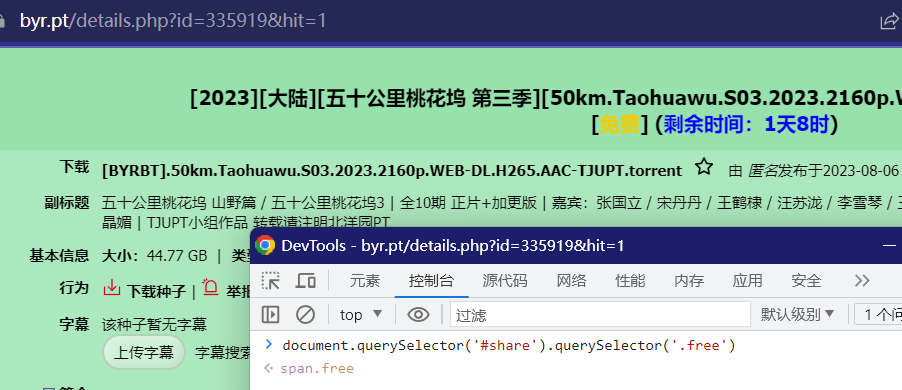 byr.pt/details.php?id=335919&hit=1
[2023][大陆][五十公里桃花坞 第三季][50km.Taohuawu.S03.2023.2160p.W
[免费] (剩余时间：1天8时)
下载 [BYRBT].50km.Taohuawu.S03.2023.2160p.WEB-DL.H265.AAC-TJUPT.torrent 由 匿名发布于2023-08-06
副标题 五十公里桃花坞 山野篇 / 五十公里桃花坞3 | 全10期 正片+加更版 | 嘉宾：张国立 / 宋丹丹 / 王鹤棣 / 汪苏泷 / 李雪琴 /
晶媚 | TJUPT小组作品 转载请注明北洋园PT
基本信息 大小：44.77 GB | 类型
行为 下载种子 | 举报
字幕 该种子暂无字幕
上传字幕 字幕搜索
DevTools - byr.pt/details.php?id=335919&hit=1
元素 控制台 源代码 网络 性能 内存 应用 安全 »
top ▼ 过滤 默认级别 ▼ 1 个问
> document.querySelector('#share').querySelector('.free')
span.free